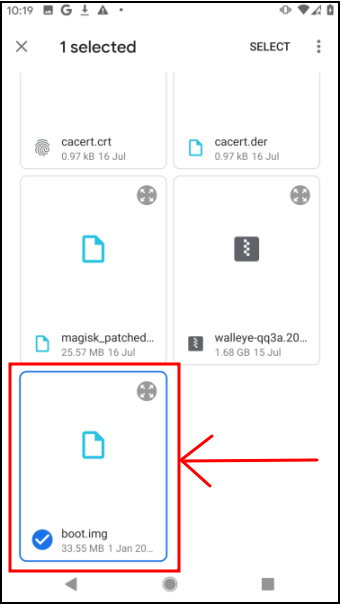 10:19
1 selected
SELECT
cacert.crt
0.97 kB 16 Jul
cacert.der
0.97 kB 16 Jul
magisk_patched...
25.57 MB 16 Jul
walleye-qq3a.20...
1.68 GB 15 Jul
boot.img
33.55 MB 1 Jan 20...